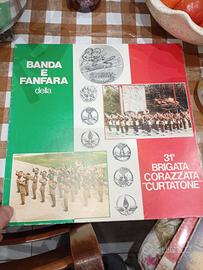 BANDA
E
FANFARA
della
31ª
BRIGATA
CORAZZATA
"CURTATONE"